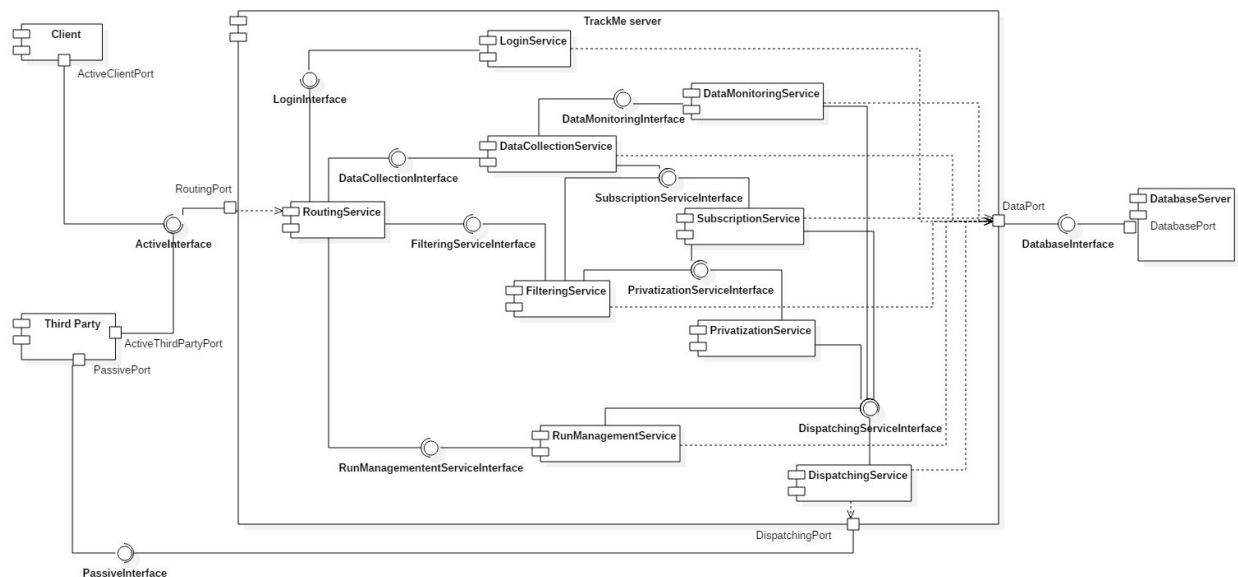 TrackMe server
Client
LoginService
ActiveClientPort
LoginInterface
DataMonitoringService
DataMonitoringInterface
DataCollectionService
DataCollectionInterface
RoutingPort
SubscriptionServiceInterface
DatabaseServer
RoutingService
DataPort
SubscriptionService
DatabasePort
ActiveInterface
FilteringServiceInterface
DatabaseInterface
FilteringService
PrivatizationServiceInterface
Third Party
PrivatizationService
ActiveThirdPartyPort
PassivePort
DispatchingServiceInterface
RunManagementService
RunManagemententServiceInterface
DispatchingService
DispatchingPort
PassiveInterface